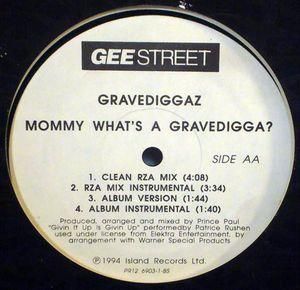 GEE STREET
GRAVEDIGGAZ
MOMMY WHAT'S A GRAVEDIGGA?
SIDE AA
1. CLEAN RZA MIX (4:08)
2. RZA MIX INSTRUMENTAL (3:34)
3. ALBUM VERSION (1:44)
4. ALBUM INSTRUMENTAL (1:40)
Produced, arranged and mixed by Prince Paul
"Givin It Up Is Givin Up" performedby Patrice Rushen
used under license from Elektra Entertainment, by
arrangement with Warner Special Products
℗1994 Island Records Ltd.
PR12 6903-1-BS